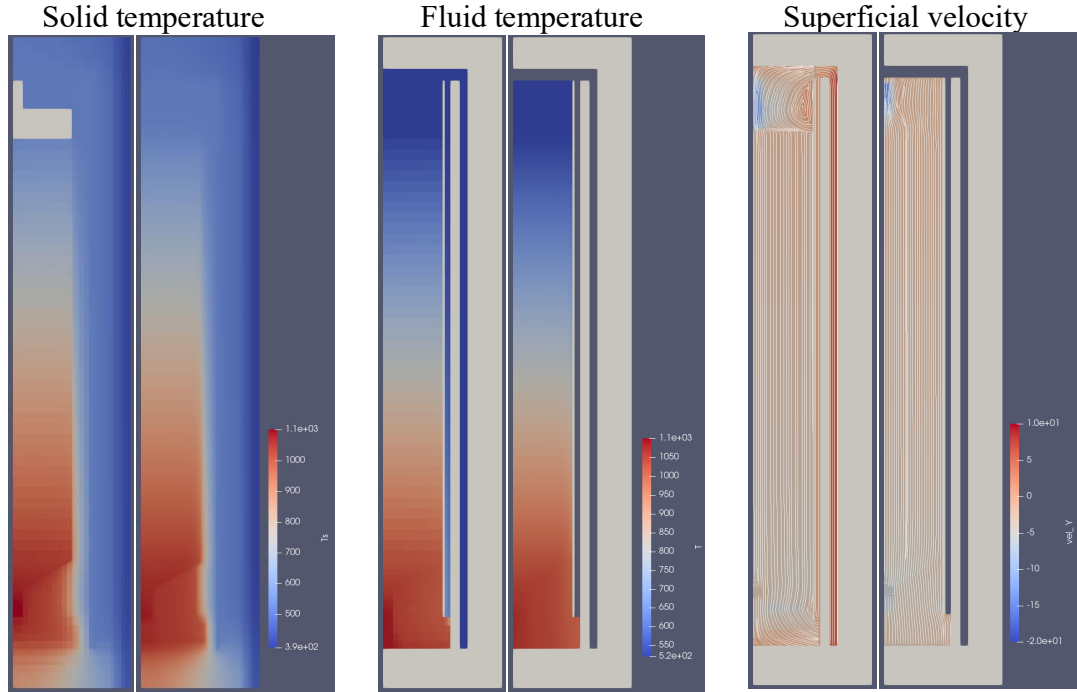 Solid temperature
Fluid temperature
Superficial velocity
1.1e+03
1000
900
800
700
600
500
3.9e+02
Ts
1.1e+03
1050
1000
950
900
850
800
750
700
650
600
550
5.2e+02
T
1.0e+01
5
0
-5
-10
-15
-2.0e+01
vel_Y